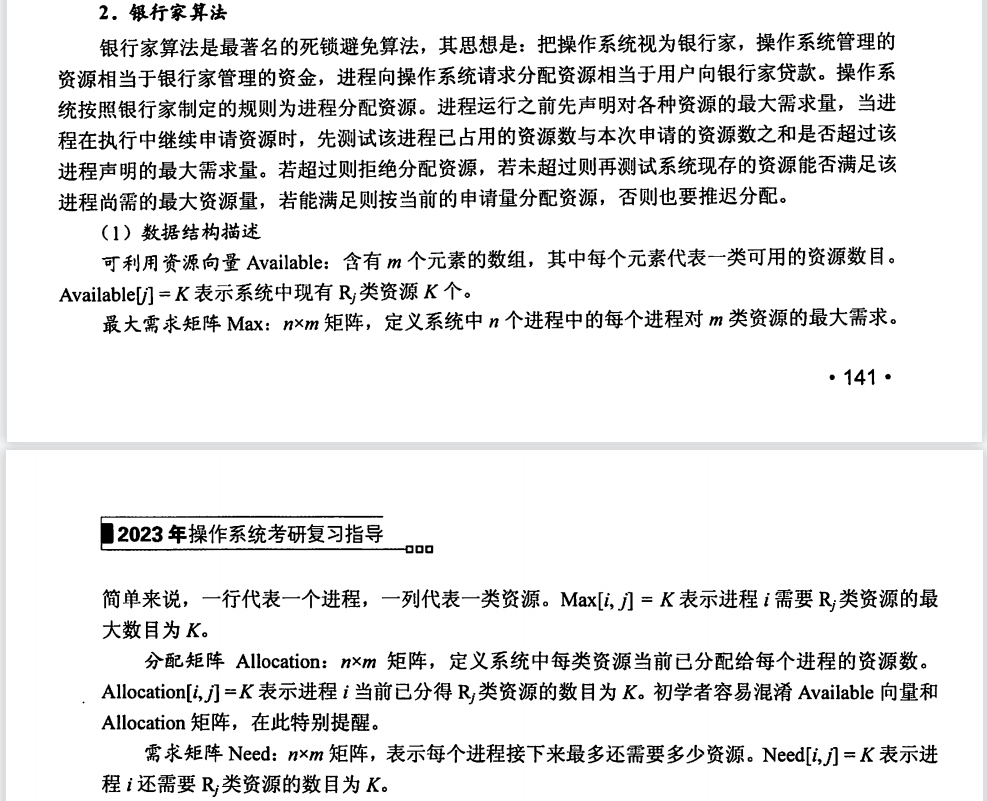 2．银行家算法
银行家算法是最著名的死锁避免算法，其思想是：把操作系统视为银行家，操作系统管理的
资源相当于银行家管理的资金，进程向操作系统请求分配资源相当于用户向银行家贷款。操作系
统按照银行家制定的规则为进程分配资源。进程运行之前先声明对各种资源的最大需求量，当进
程在执行中继续申请资源时，先测试该进程已占用的资源数与本次申请的资源数之和是否超过该
进程声明的最大需求量。若超过则拒绝分配资源，若未超过则再测试系统现存的资源能否满足该
进程尚需的最大资源量，若能满足则按当前的申请量分配资源，否则也要推迟分配。
（1）数据结构描述
可利用资源向量 Available：含有 m 个元素的数组，其中每个元素代表一类可用的资源数目。
Available[j] = K 表示系统中现有 Rj 类资源 K 个。
最大需求矩阵 Max：n×m 矩阵，定义系统中 n 个进程中的每个进程对 m 类资源的最大需求。
• 141 •
2023 年操作系统考研复习指导
简单来说，一行代表一个进程，一列代表一类资源。Max[i, j] = K 表示进程 i 需要 Rj 类资源的最
大数目为 K。
分配矩阵 Allocation：n×m 矩阵，定义系统中每类资源当前已分配给每个进程的资源数。
Allocation[i, j] = K 表示进程 i 当前已分得 Rj 类资源的数目为 K。初学者容易混淆 Available 向量和
Allocation 矩阵，在此特别提醒。
需求矩阵 Need：n×m 矩阵，表示每个进程接下来最多还需要多少资源。Need[i, j] = K 表示进
程 i 还需要 Rj 类资源的数目为 K。